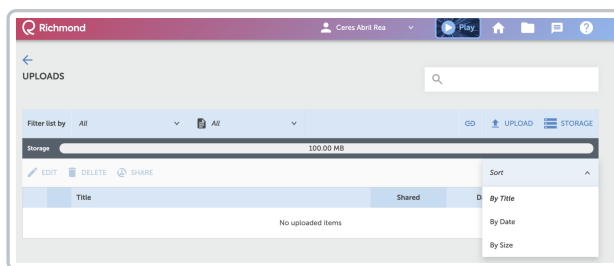 Richmond
Ceres Abril Rea
Play
UPLOADS
Filter list by All All UPLOAD STORAGE
Storage 100.00 MB
EDIT DELETE SHARE Sort
Title Shared D By Title
No uploaded items By Date
By Size